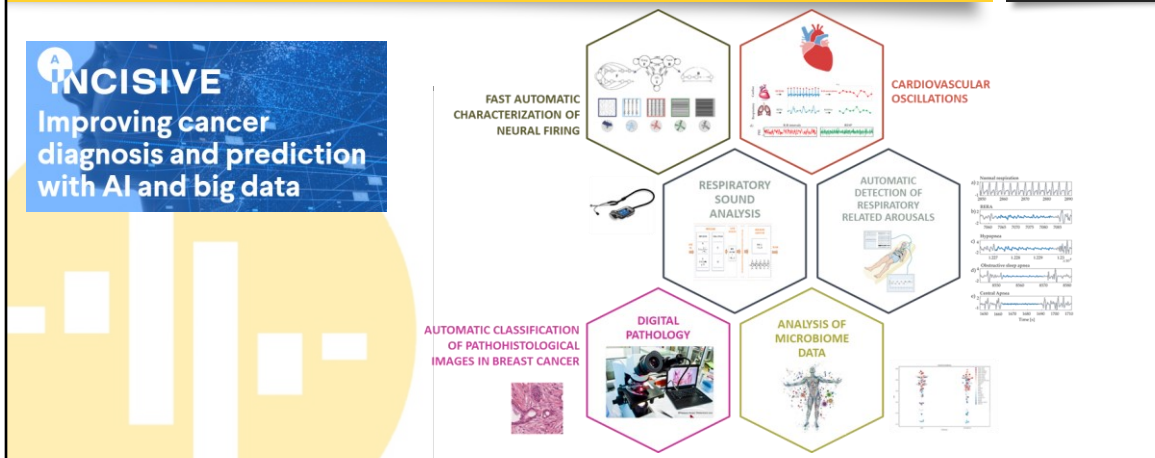 INCISIVE
Improving cancer
diagnosis and prediction
with AI and big data
FAST AUTOMATIC
CHARACTERIZATION OF
NEURAL FIRING
CARDIOVASCULAR
OSCILLATIONS
RESPIRATORY
SOUND
ANALYSIS
AUTOMATIC
DETECTION OF
RESPIRATORY
RELATED AROUSALS
Normal respiration
RERA
Hypopnea
Obstructive sleep apnea
Central Apnea
Time [s]
AUTOMATIC CLASSIFICATION
OF PATHOHISTOLOGICAL
IMAGES IN BREAST CANCER
DIGITAL
PATHOLOGY
ANALYSIS OF
MICROBIOME
DATA